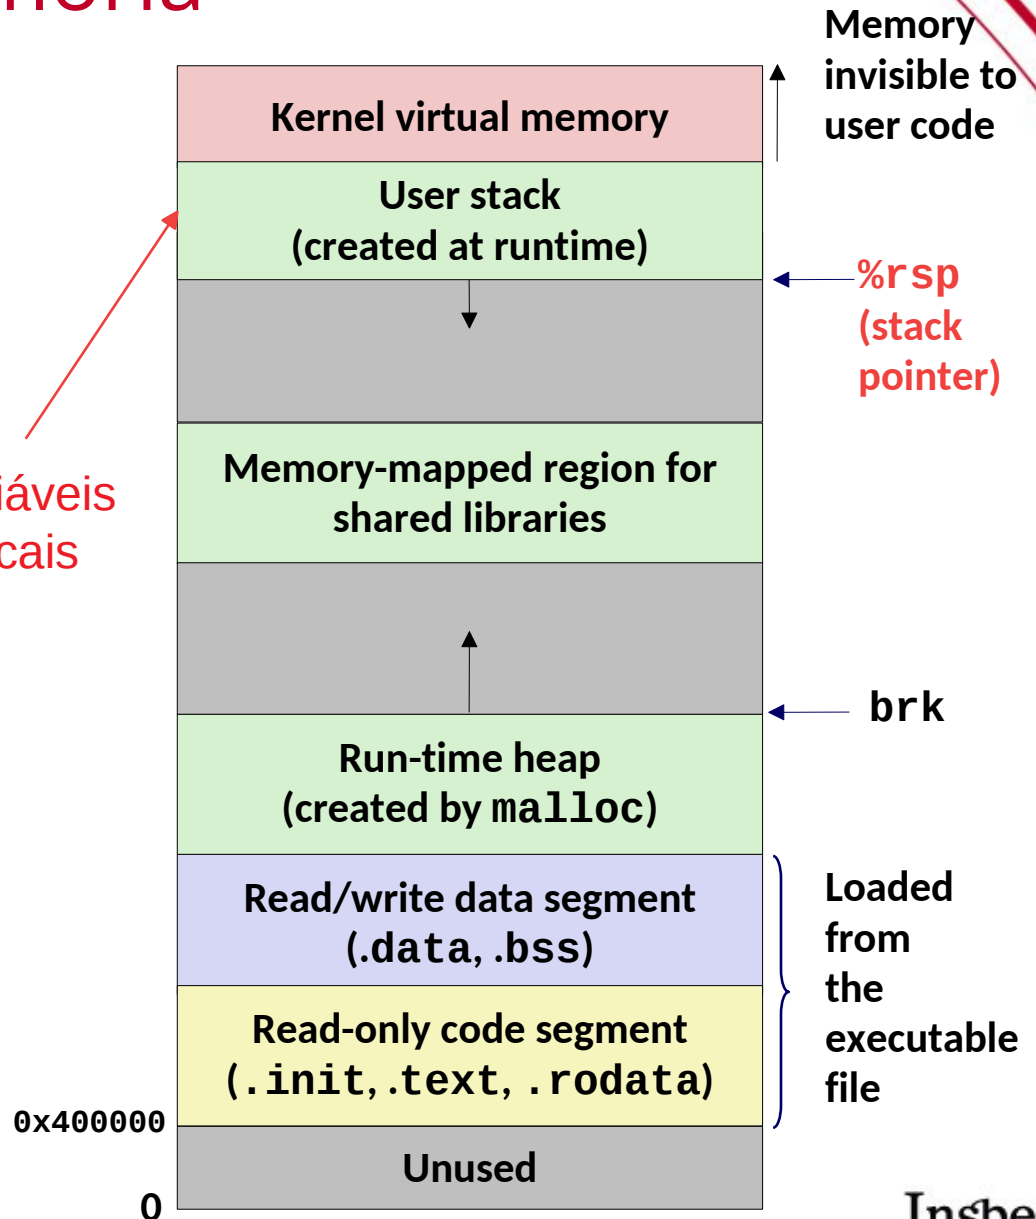 Memory
invisible to
user code
Kernel virtual memory
User stack
(created at runtime)
%rsp
(stack
pointer)
Memory-mapped region for
shared libraries
brk
Run-time heap
(created by malloc)
Read/write data segment
(.data, .bss)
Loaded
from
the
executable
file
Read-only code segment
(.init, .text, .rodata)
0x400000
Unused
0